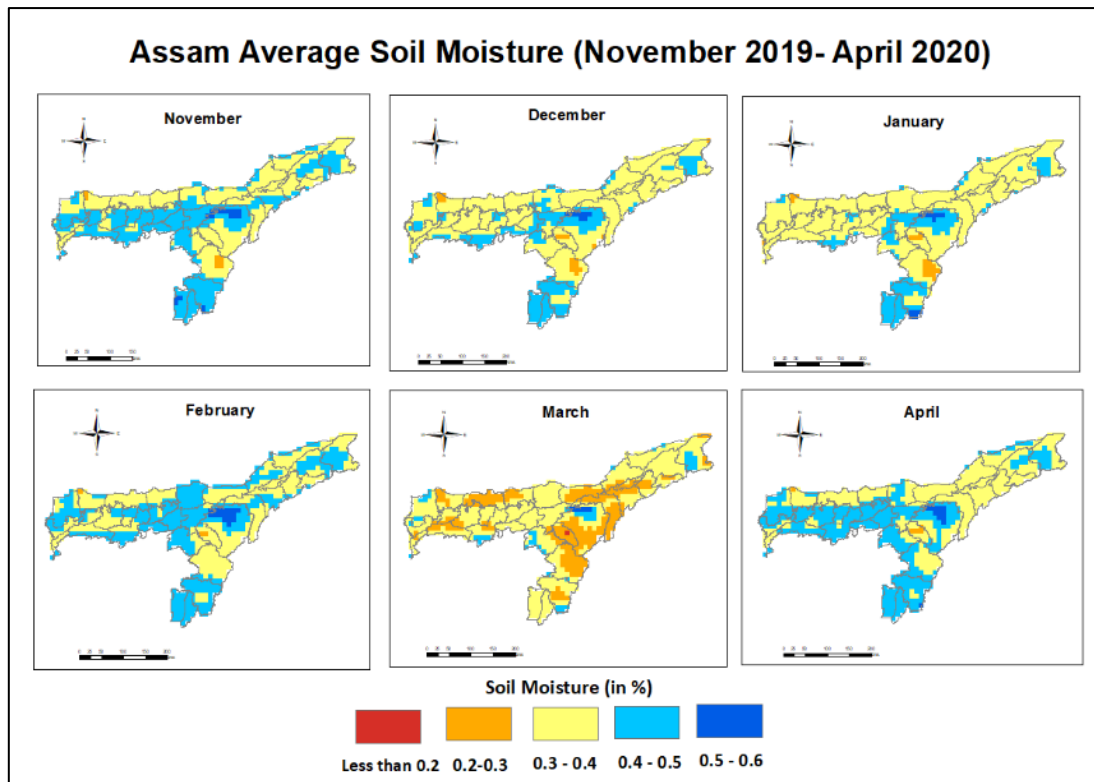 Assam Average Soil Moisture (November 2019- April 2020)
November
December
January
February
March
April
Soil Moisture (in %)
Less than 0.2 0.2-0.3 0.3 - 0.4 0.4 - 0.5 0.5 - 0.6